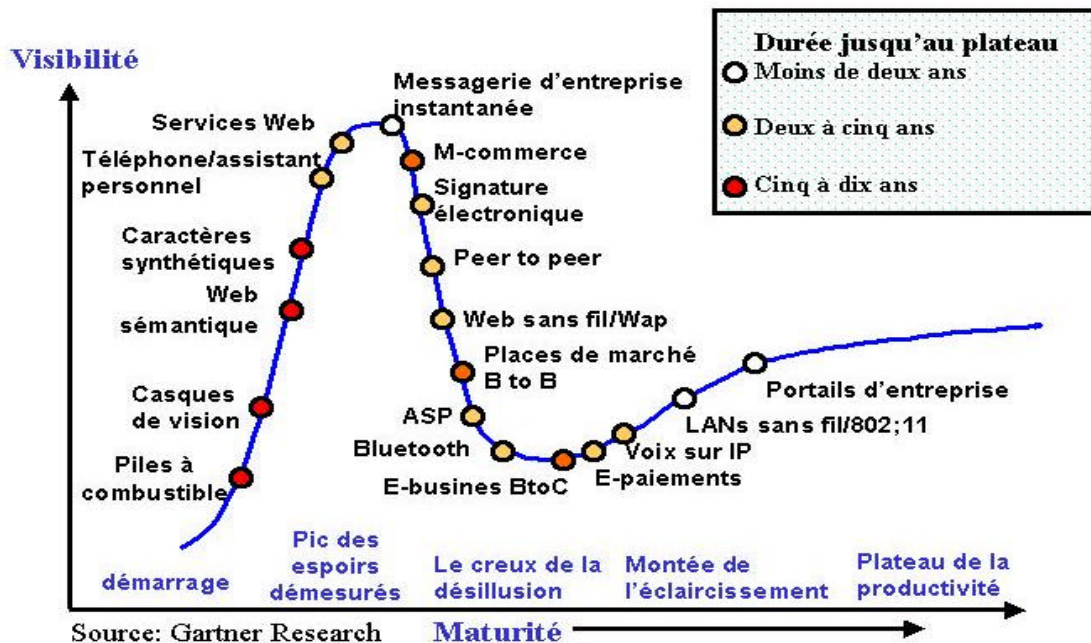 Visibilité
Durée jusqu'au plateau
Moins de deux ans
Deux à cinq ans
Cinq à dix ans
Messagerie d'entreprise
instantanée
Services Web
Téléphone/assistant
personnel
M-commerce
Signature
électronique
Caractères
synthétiques
Peer to peer
Web
sémantique
Web sans fil/Wap
Places de marché
B to B
Portails d'entreprise
Casques
de vision
ASP
LANs sans fil/802;11
Bluetooth
Voix sur IP
Piles à
combustible
E-busines BtoC
E-paiements
démarrage
Pic des
espoirs
démesurés
Le creux de la
désillusion
Montée de
l'éclaircissement
Plateau de la
productivité
Source: Gartner Research
Maturité